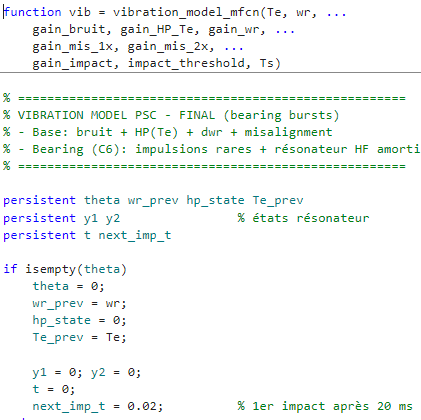 function vib = vibration_model_mfcn(Te, wr, ...
gain_bruit, gain_HP_Te, gain_wr, ...
gain_mis_1x, gain_mis_2x, ...
gain_impact, impact_threshold, Ts)
% =====================================================
% VIBRATION MODEL PSC - FINAL (bearing bursts)
% - Base: bruit + HP(Te) + dwr + misalignment
% - Bearing (C6): impulsions rares + résonateur HF amorti
% =====================================================
persistent theta wr_prev hp_state Te_prev
persistent y1 y2 % états résonateur
persistent t next_imp_t
if isempty(theta)
theta = 0;
wr_prev = wr;
hp_state = 0;
Te_prev = Te;
y1 = 0; y2 = 0;
t = 0;
next_imp_t = 0.02; % 1er impact après 20 ms